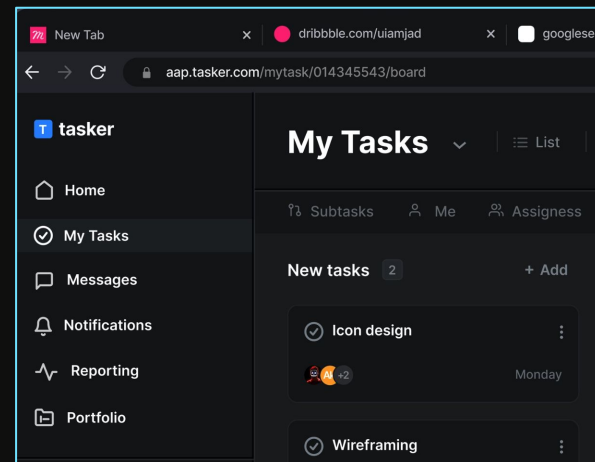 New Tab
dribbble.com/uiamjad
googlese
aap.tasker.com/mytask/014345543/board
T tasker
Home
My Tasks
Messages
Notifications
Reporting
Portfolio
My Tasks
List
Subtasks
Me
Assigness
New tasks 2
+ Add
Icon design
+2
Monday
Wireframing